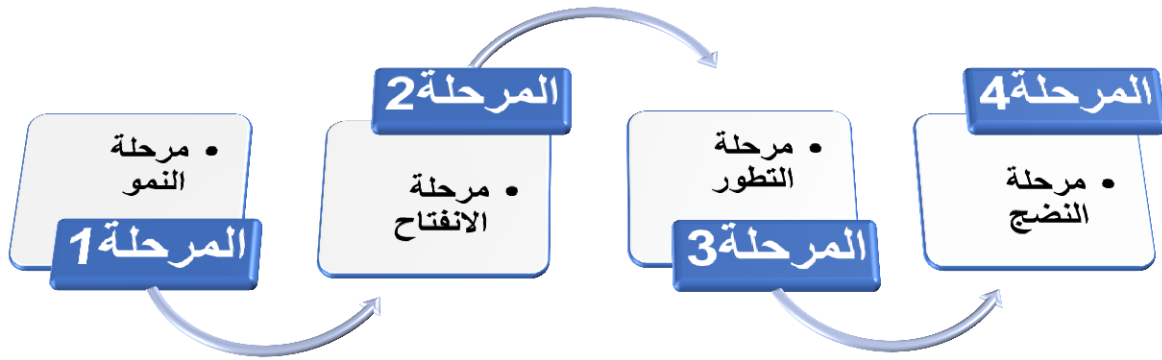 • مرحلة
النمو
المرحلة1
المرحلة2
• مرحلة
الانفتاح
• مرحلة
التطور
المرحلة3
المرحلة4
• مرحلة
النضج